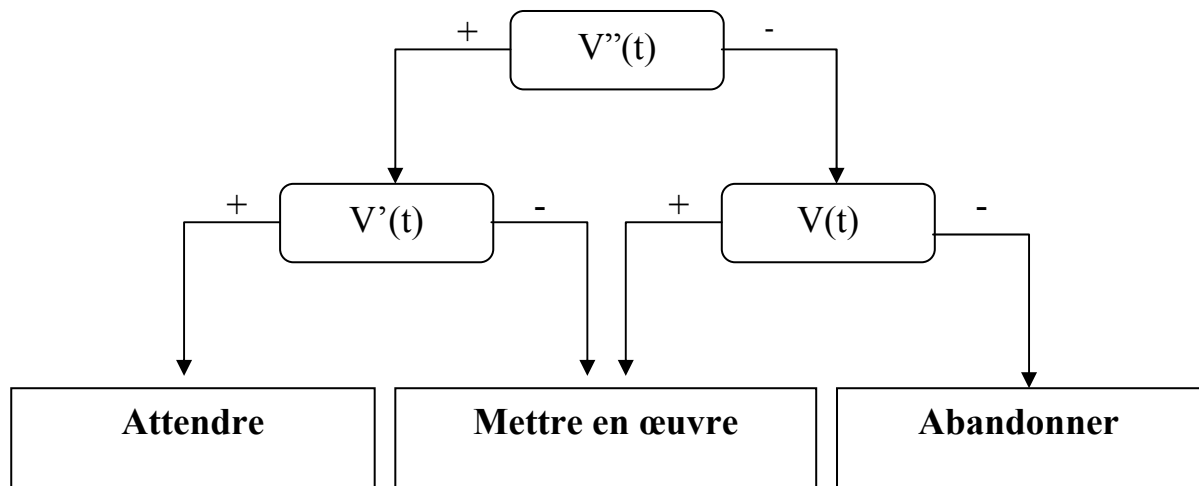 + V”(t) -
+ V’(t) - + V(t) -
Attendre Mettre en œuvre Abandonner